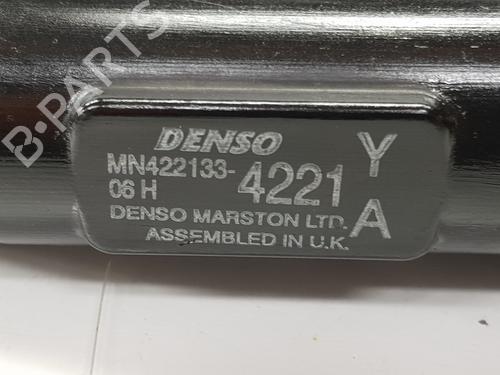 B-PARTS
DENSO
MN422133-4221 Y
06 H
DENSO MARSTON LTD. A
ASSEMBLED IN U.K.